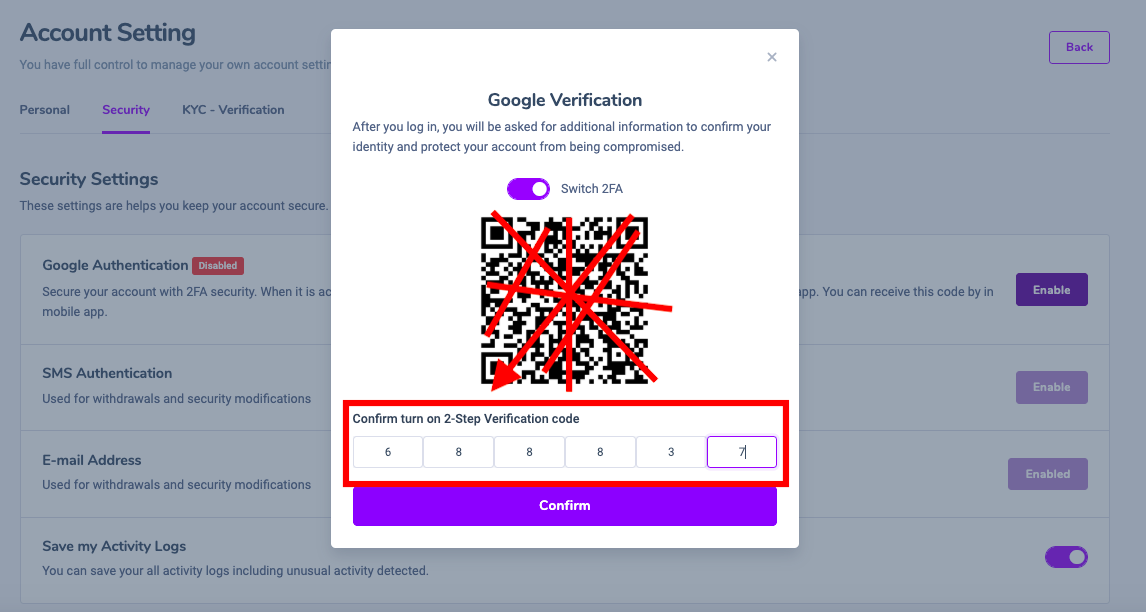 Account Setting
You have full control to manage your own account settin
Back
Personal
Security
KYC - Verification
Security Settings
These settings are helps you keep your account secure.
Google Authentication Disabled
Secure your account with 2FA security. When it is ac
app. You can receive this code by in
mobile app.
Enable
SMS Authentication
Used for withdrawals and security modifications
Enable
E-mail Address
Used for withdrawals and security modifications
Enabled
Save my Activity Logs
You can save your all activity logs including unusual activity detected.
×
Google Verification
After you log in, you will be asked for additional information to confirm your
identity and protect your account from being compromised.
Switch 2FA
Confirm turn on 2-Step Verification code
6 8 8 8 3 7
Confirm